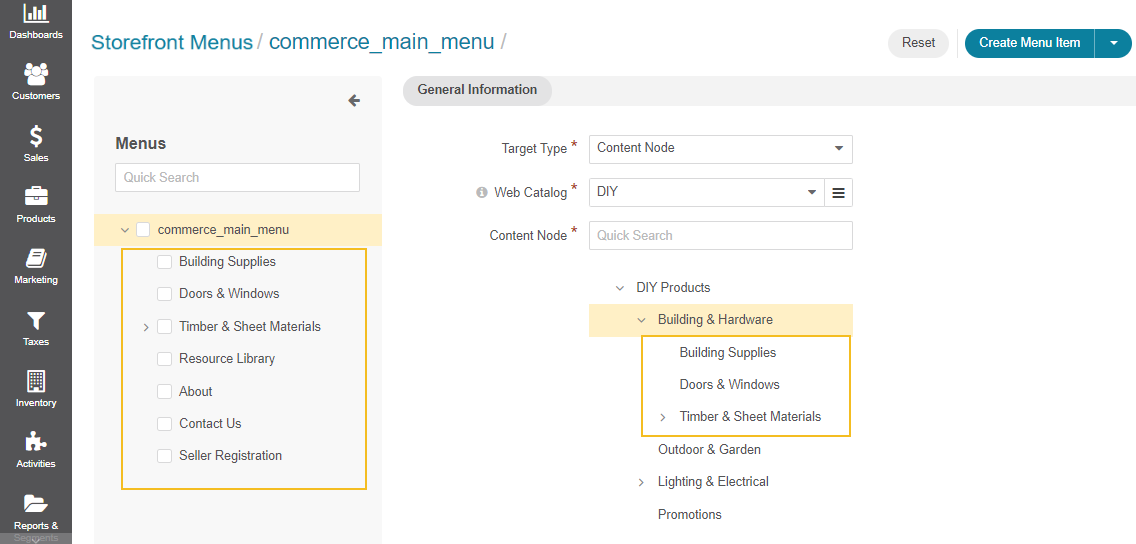 Dashboards
Customers
Sales
Products
Marketing
Taxes
Inventory
Activities
Reports &
Segments
Storefront Menus / commerce_main_menu /
Reset
Create Menu Item
Menus
Quick Search
commerce_main_menu
Building Supplies
Doors & Windows
Timber & Sheet Materials
Resource Library
About
Contact Us
Seller Registration
General Information
Target Type * Content Node
Web Catalog * DIY
Content Node * Quick Search
DIY Products
Building & Hardware
Building Supplies
Doors & Windows
Timber & Sheet Materials
Outdoor & Garden
Lighting & Electrical
Promotions